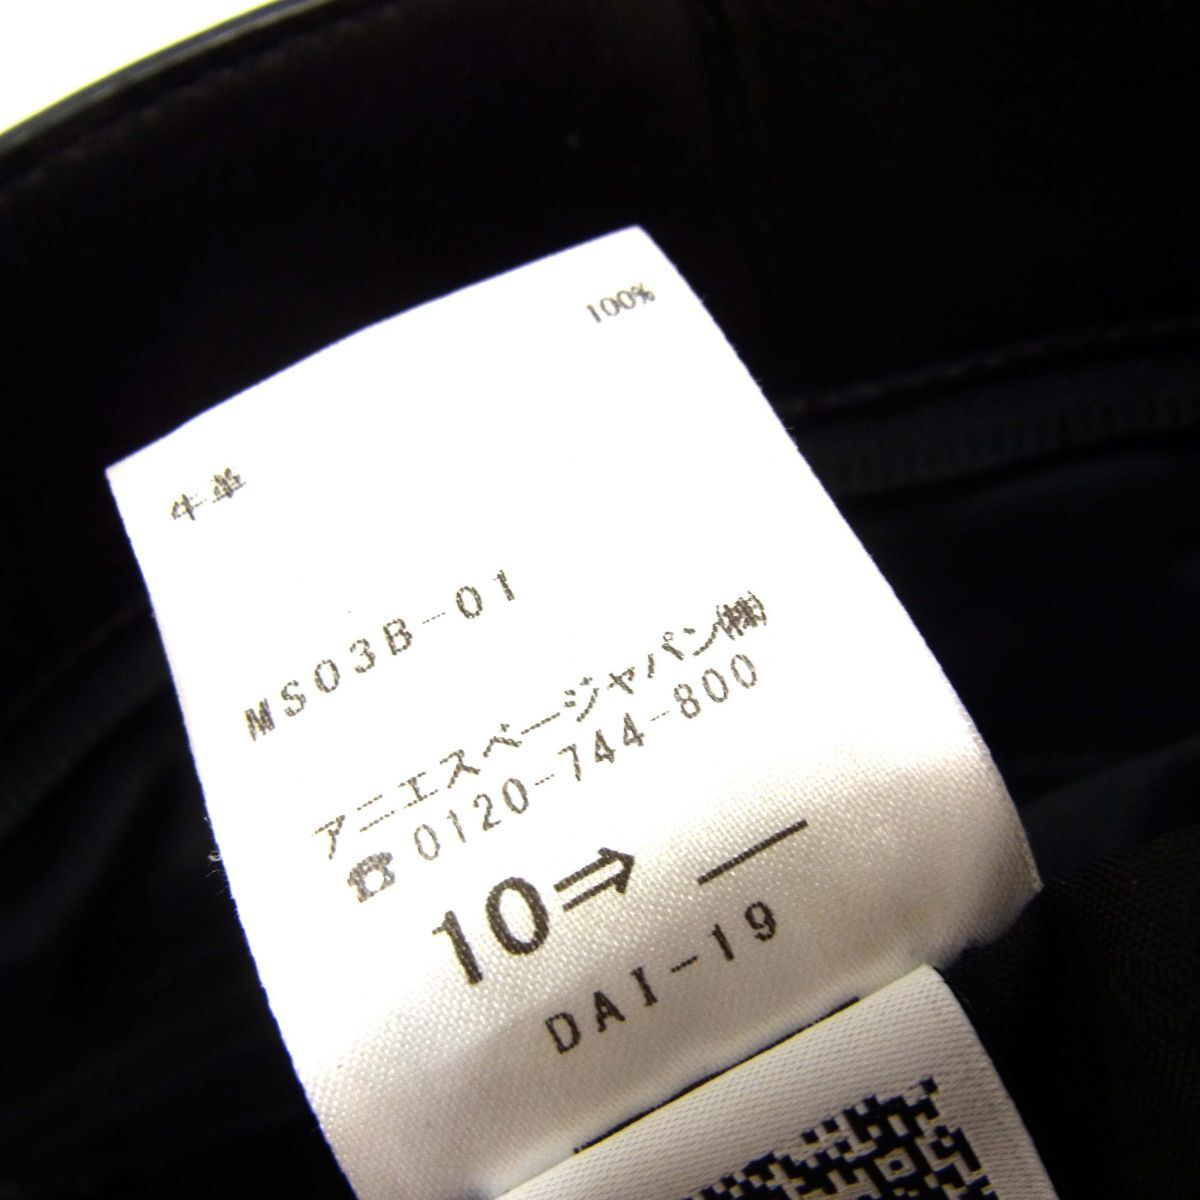 牛革 100%
MS03B-01
アニエスベージャパン㈱
☎0120-744-800
10⇒ —
DAI-19